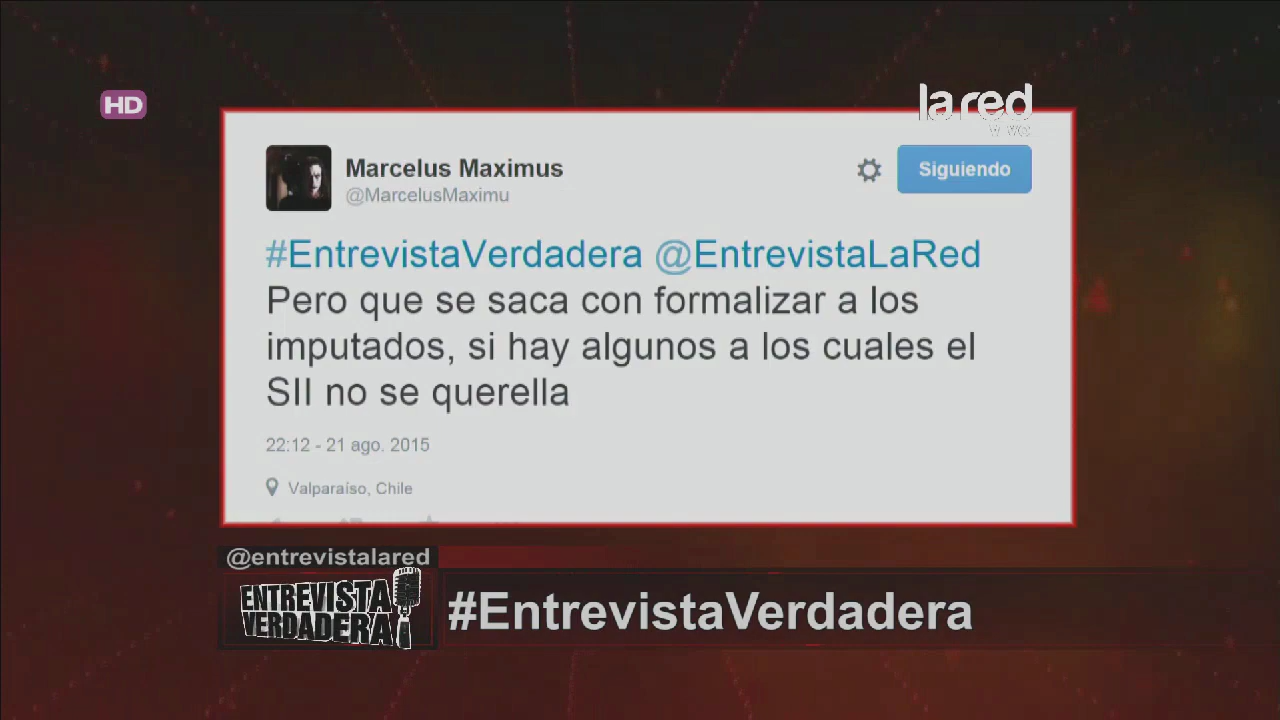 HD
la red
VIVO
Marcelus Maximus
@MarcelusMaximu
Siguiendo
#EntrevistaVerdadera @EntrevistaLaRed
Pero que se saca con formalizar a los
imputados, si hay algunos a los cuales el
SII no se querella
22:12 - 21 ago. 2015
Valparaíso, Chile
@entrevistalared
ENTREVISTA
VERDADERA
#EntrevistaVerdadera